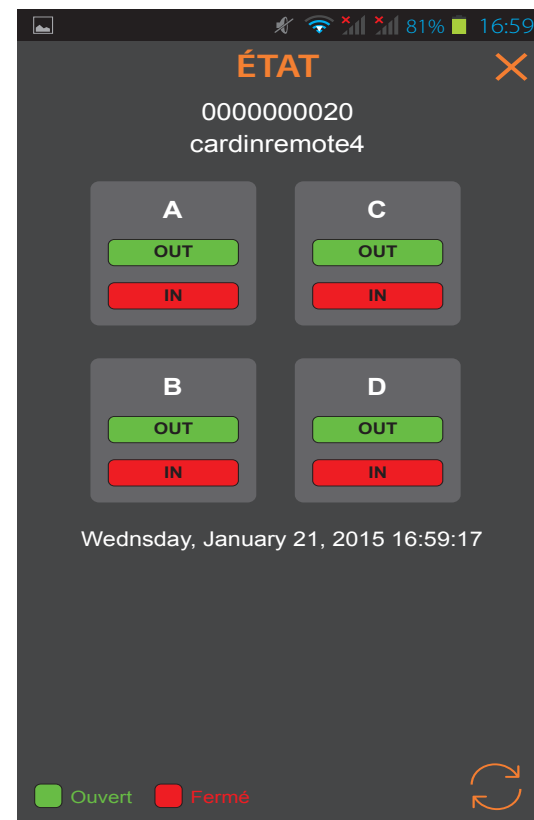 81% 16:59
ÉTAT
0000000020
cardinremote4
A
OUT
IN
C
OUT
IN
B
OUT
IN
D
OUT
IN
Wednsday, January 21, 2015 16:59:17
Ouvert Fermé